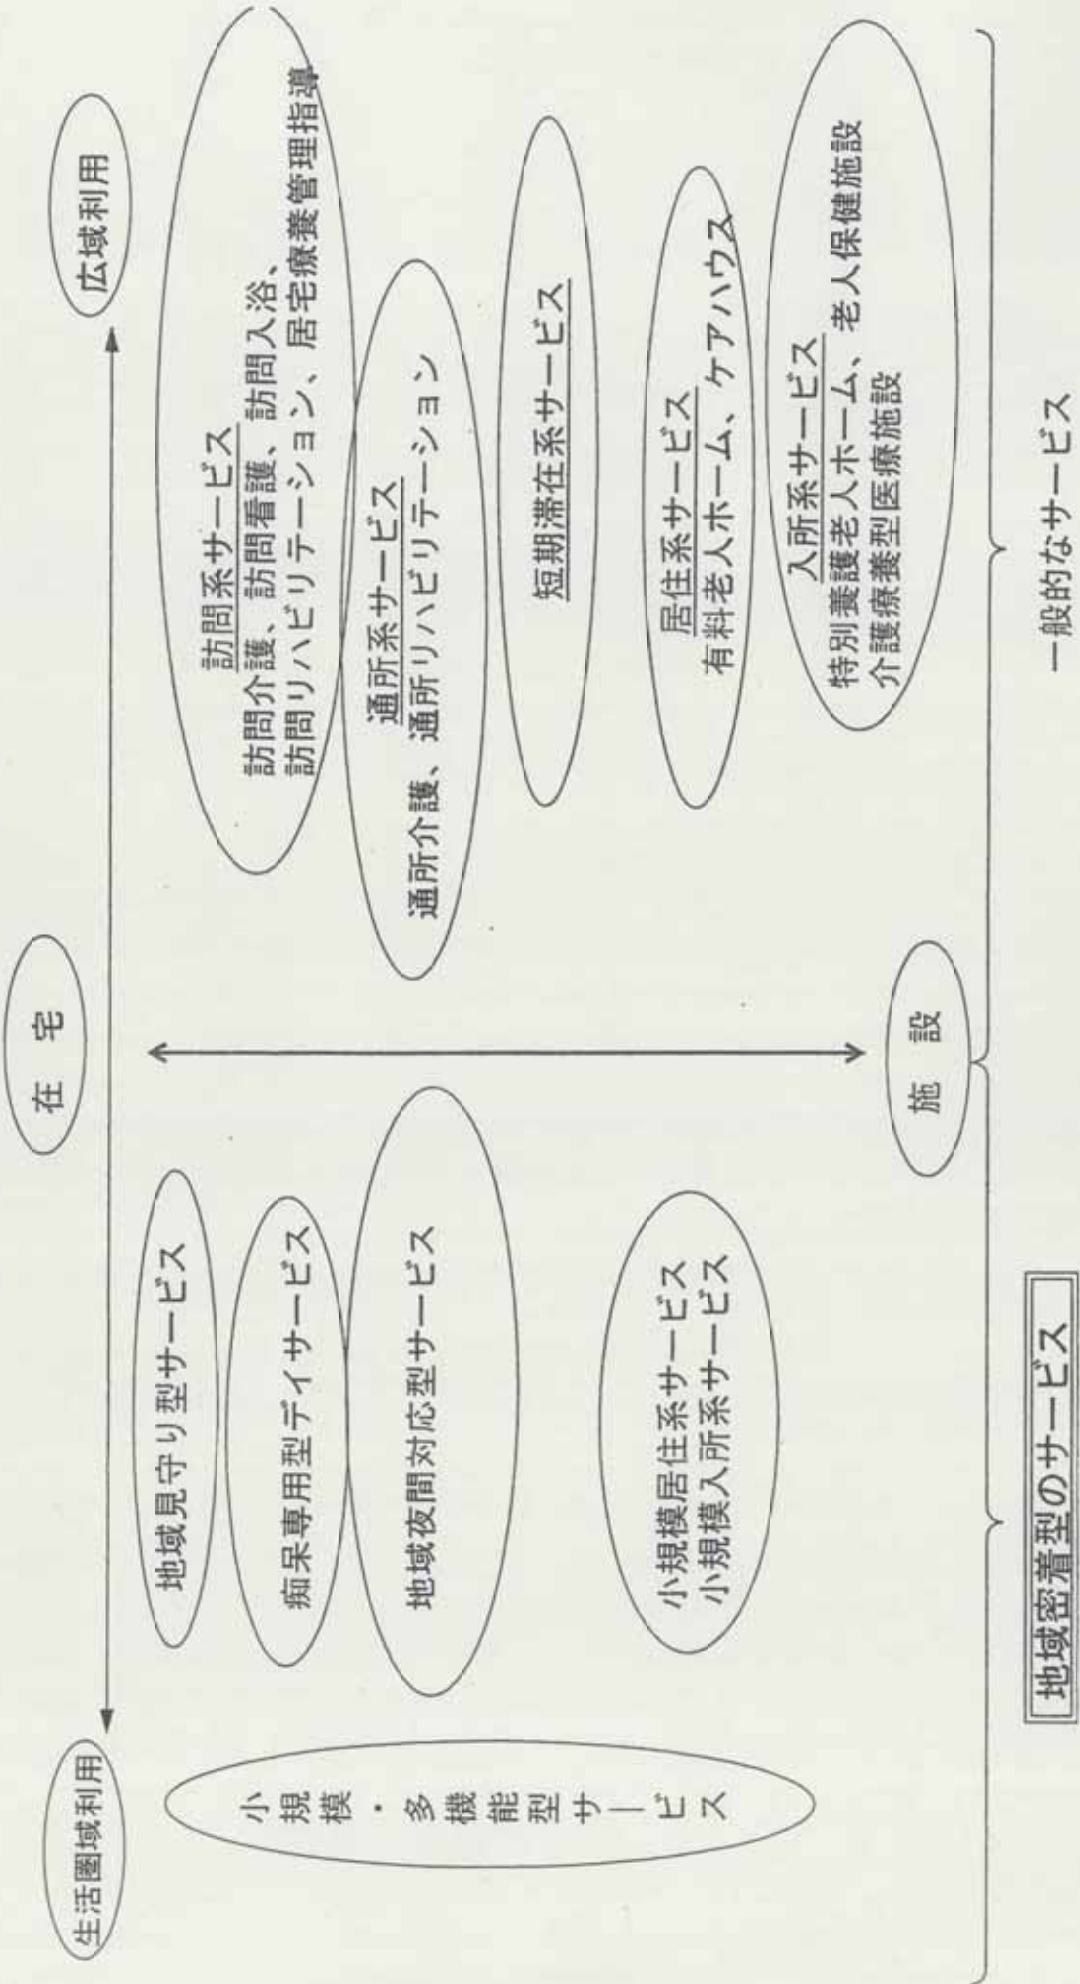 在宅
生活圏域利用
広域利用
小規模・多機能型サービス
地域見守り型サービス
痴呆専用型デイサービス
地域夜間対応型サービス
小規模居住系サービス
小規模入所系サービス
訪問系サービス
訪問介護、訪問看護、訪問入浴、
訪問リハビリテーション、居宅療養管理指導
通所系サービス
通所介護、通所リハビリテーション
短期滞在系サービス
居住系サービス
有料老人ホーム、ケアハウス
入所系サービス
特別養護老人ホーム、老人保健施設
介護療養型医療施設
施設
地域密着型のサービス
一般的なサービス